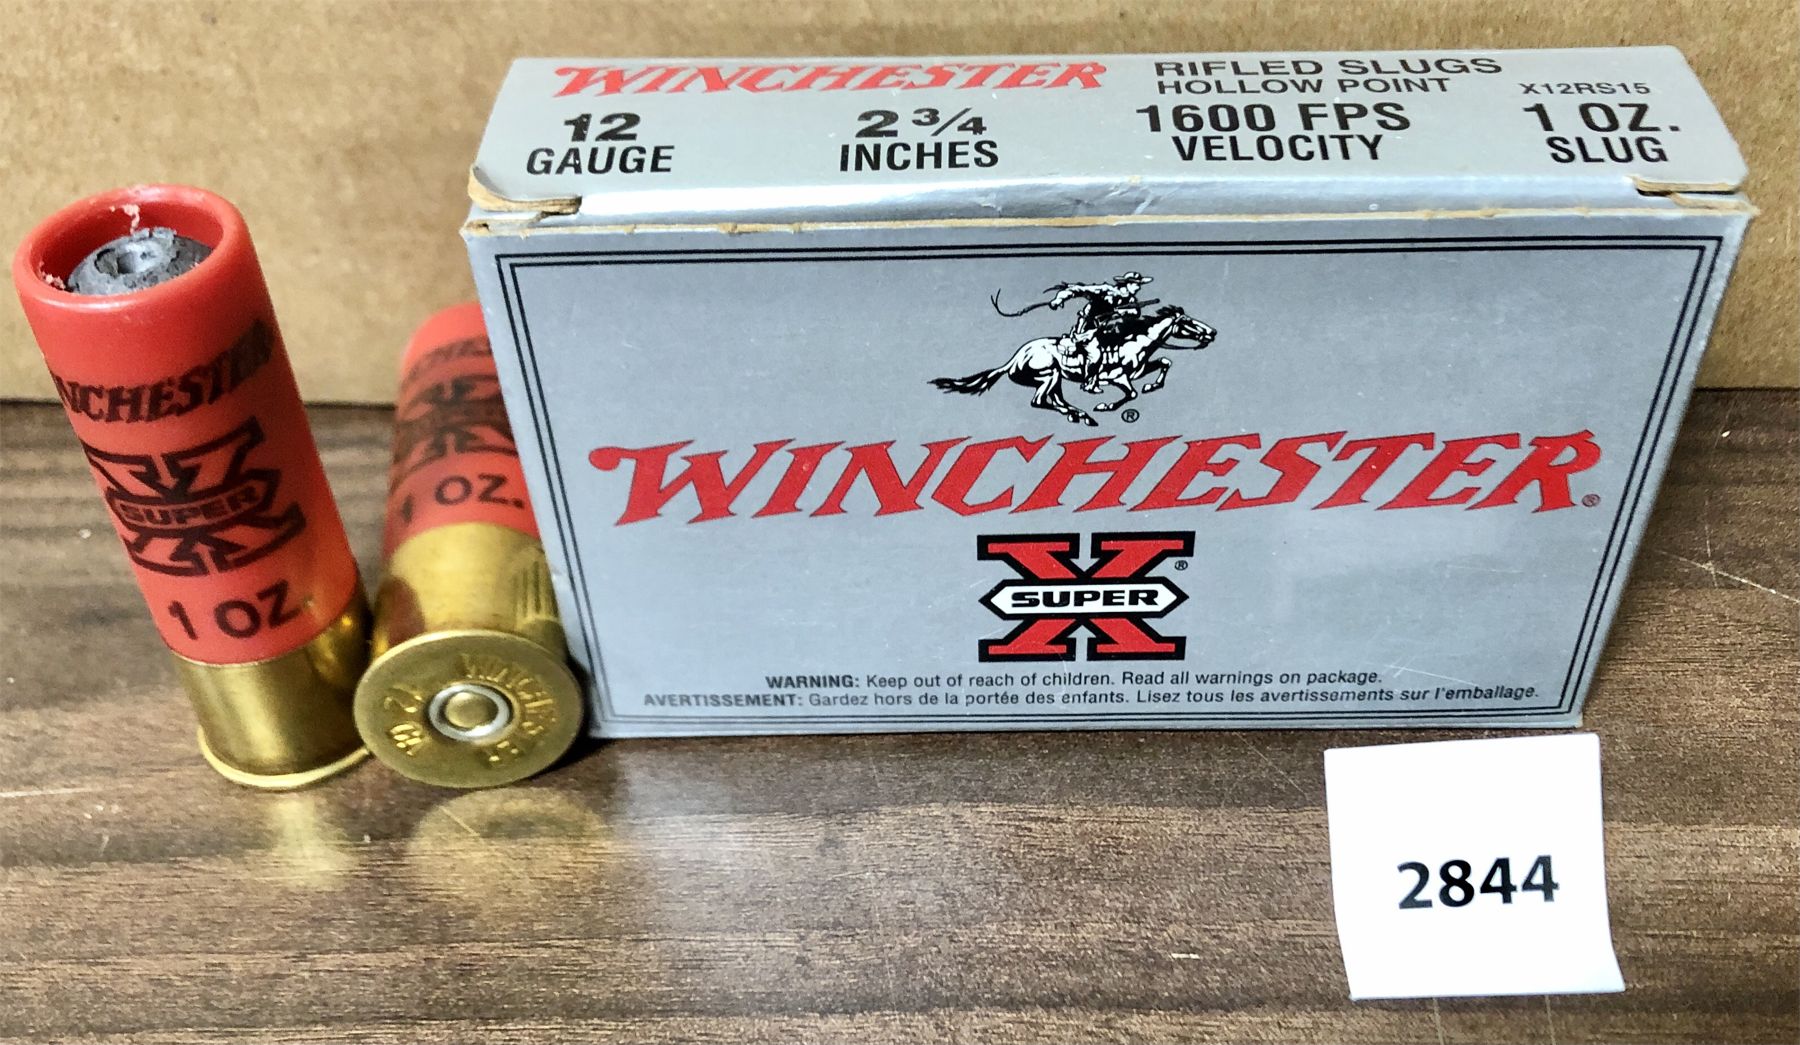 WINCHESTER
RIFLED SLUGS
HOLLOW POINT
X12RS15
12
GAUGE
2 3/4
INCHES
1600 FPS
VELOCITY
1 OZ.
SLUG
®
WINCHESTER®
X®
SUPER
WARNING: Keep out of reach of children. Read all warnings on package.
AVERTISSEMENT: Gardez hors de la portée des enfants. Lisez tous les avertissements sur l'emballage.
WINCHESTER
X
SUPER
1 OZ.
1 OZ.
WINCHESTER
12
2844